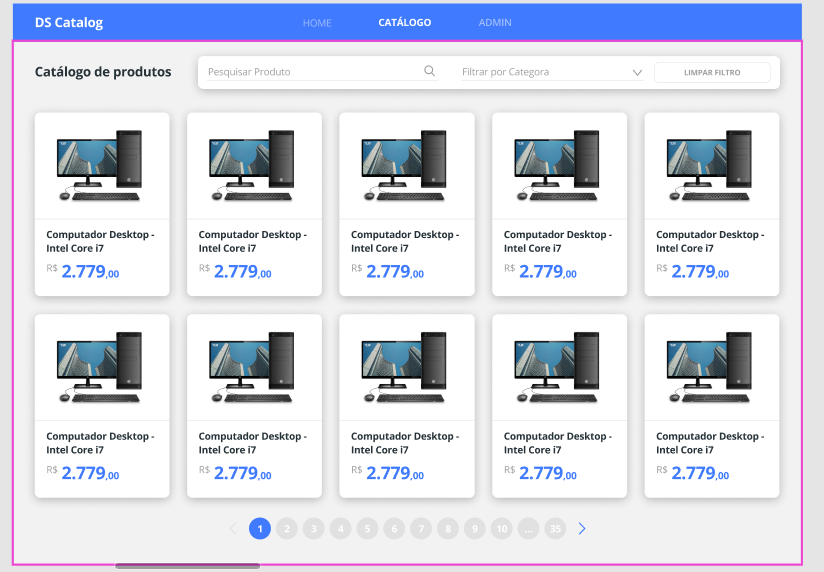 DS Catalog HOME CATÁLOGO ADMIN
Catálogo de produtos Pesquisar Produto Filtrar por Categora LIMPAR FILTRO
Computador Desktop - Computador Desktop - Computador Desktop - Computador Desktop - Computador Desktop -
Intel Core i7 Intel Core i7 Intel Core i7 Intel Core i7 Intel Core i7
R$ 2.779,00 R$ 2.779,00 R$ 2.779,00 R$ 2.779,00 R$ 2.779,00
Computador Desktop - Computador Desktop - Computador Desktop - Computador Desktop - Computador Desktop -
Intel Core i7 Intel Core i7 Intel Core i7 Intel Core i7 Intel Core i7
R$ 2.779,00 R$ 2.779,00 R$ 2.779,00 R$ 2.779,00 R$ 2.779,00
1 2 3 4 5 6 7 8 9 10 ... 35